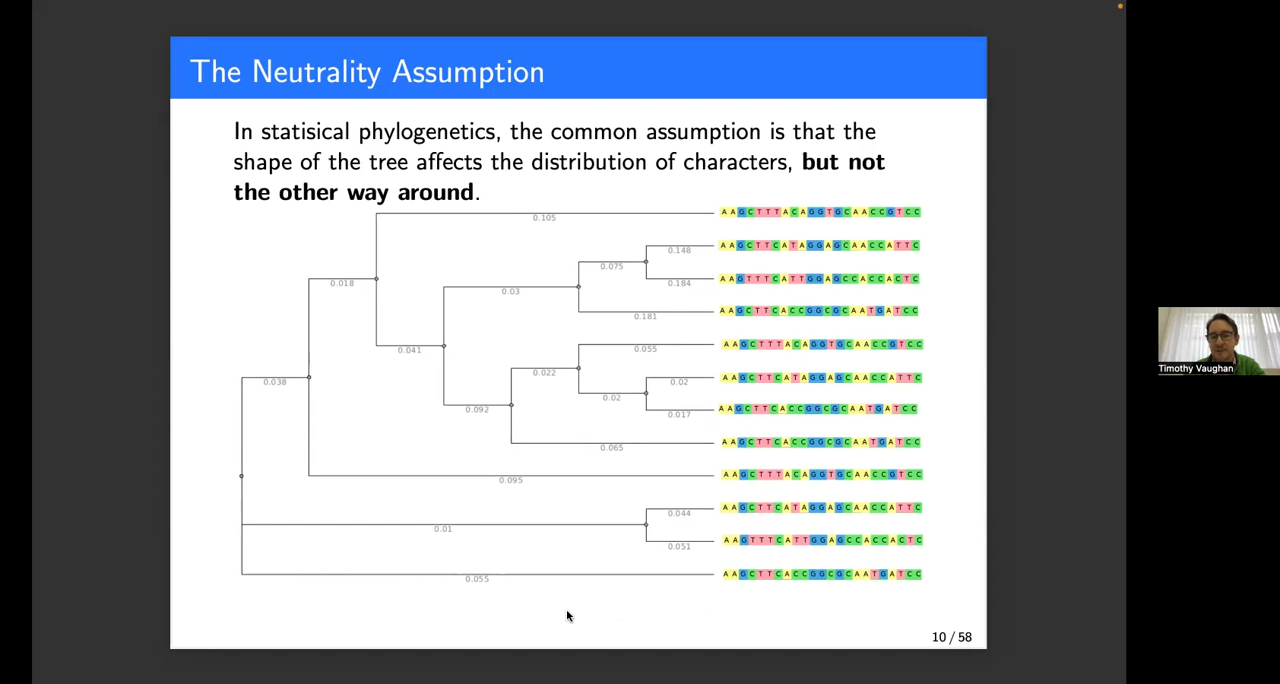 The Neutrality Assumption
In statisical phylogenetics, the common assumption is that the
shape of the tree affects the distribution of characters, but not
the other way around.
A A G C T T T A C A G G T G C A A C C G T C C
0.105
A A G C T T C A T A G G A G C A A C C A T T C
0.148
0.075
0.018
A A G T T T C A T T G G A G C C A C C A C T C
0.184
0.03
A A G C T T C A C C G G C G C A A T G A T C C
0.181
A A G C T T T A C A G G T G C A A C C G T C C
0.055
0.041
0.022
A A G C T T C A T A G G A G C A A C C A T T C
0.038
0.02
0.02
A A G C T T C A C C G G C G C A A T G A T C C
0.092
0.017
A A G C T T C A C C G G C G C A A T G A T C C
0.065
A A G C T T T A C A G G T G C A A C C G T C C
0.095
A A G C T T C A T A G G A G C A A C C A T T C
0.044
0.01
A A G T T T C A T T G G A G C C A C C A C T C
0.051
A A G C T T C A C C G G C G C A A T G A T C C
0.055
10 / 58
Timothy Vaughan